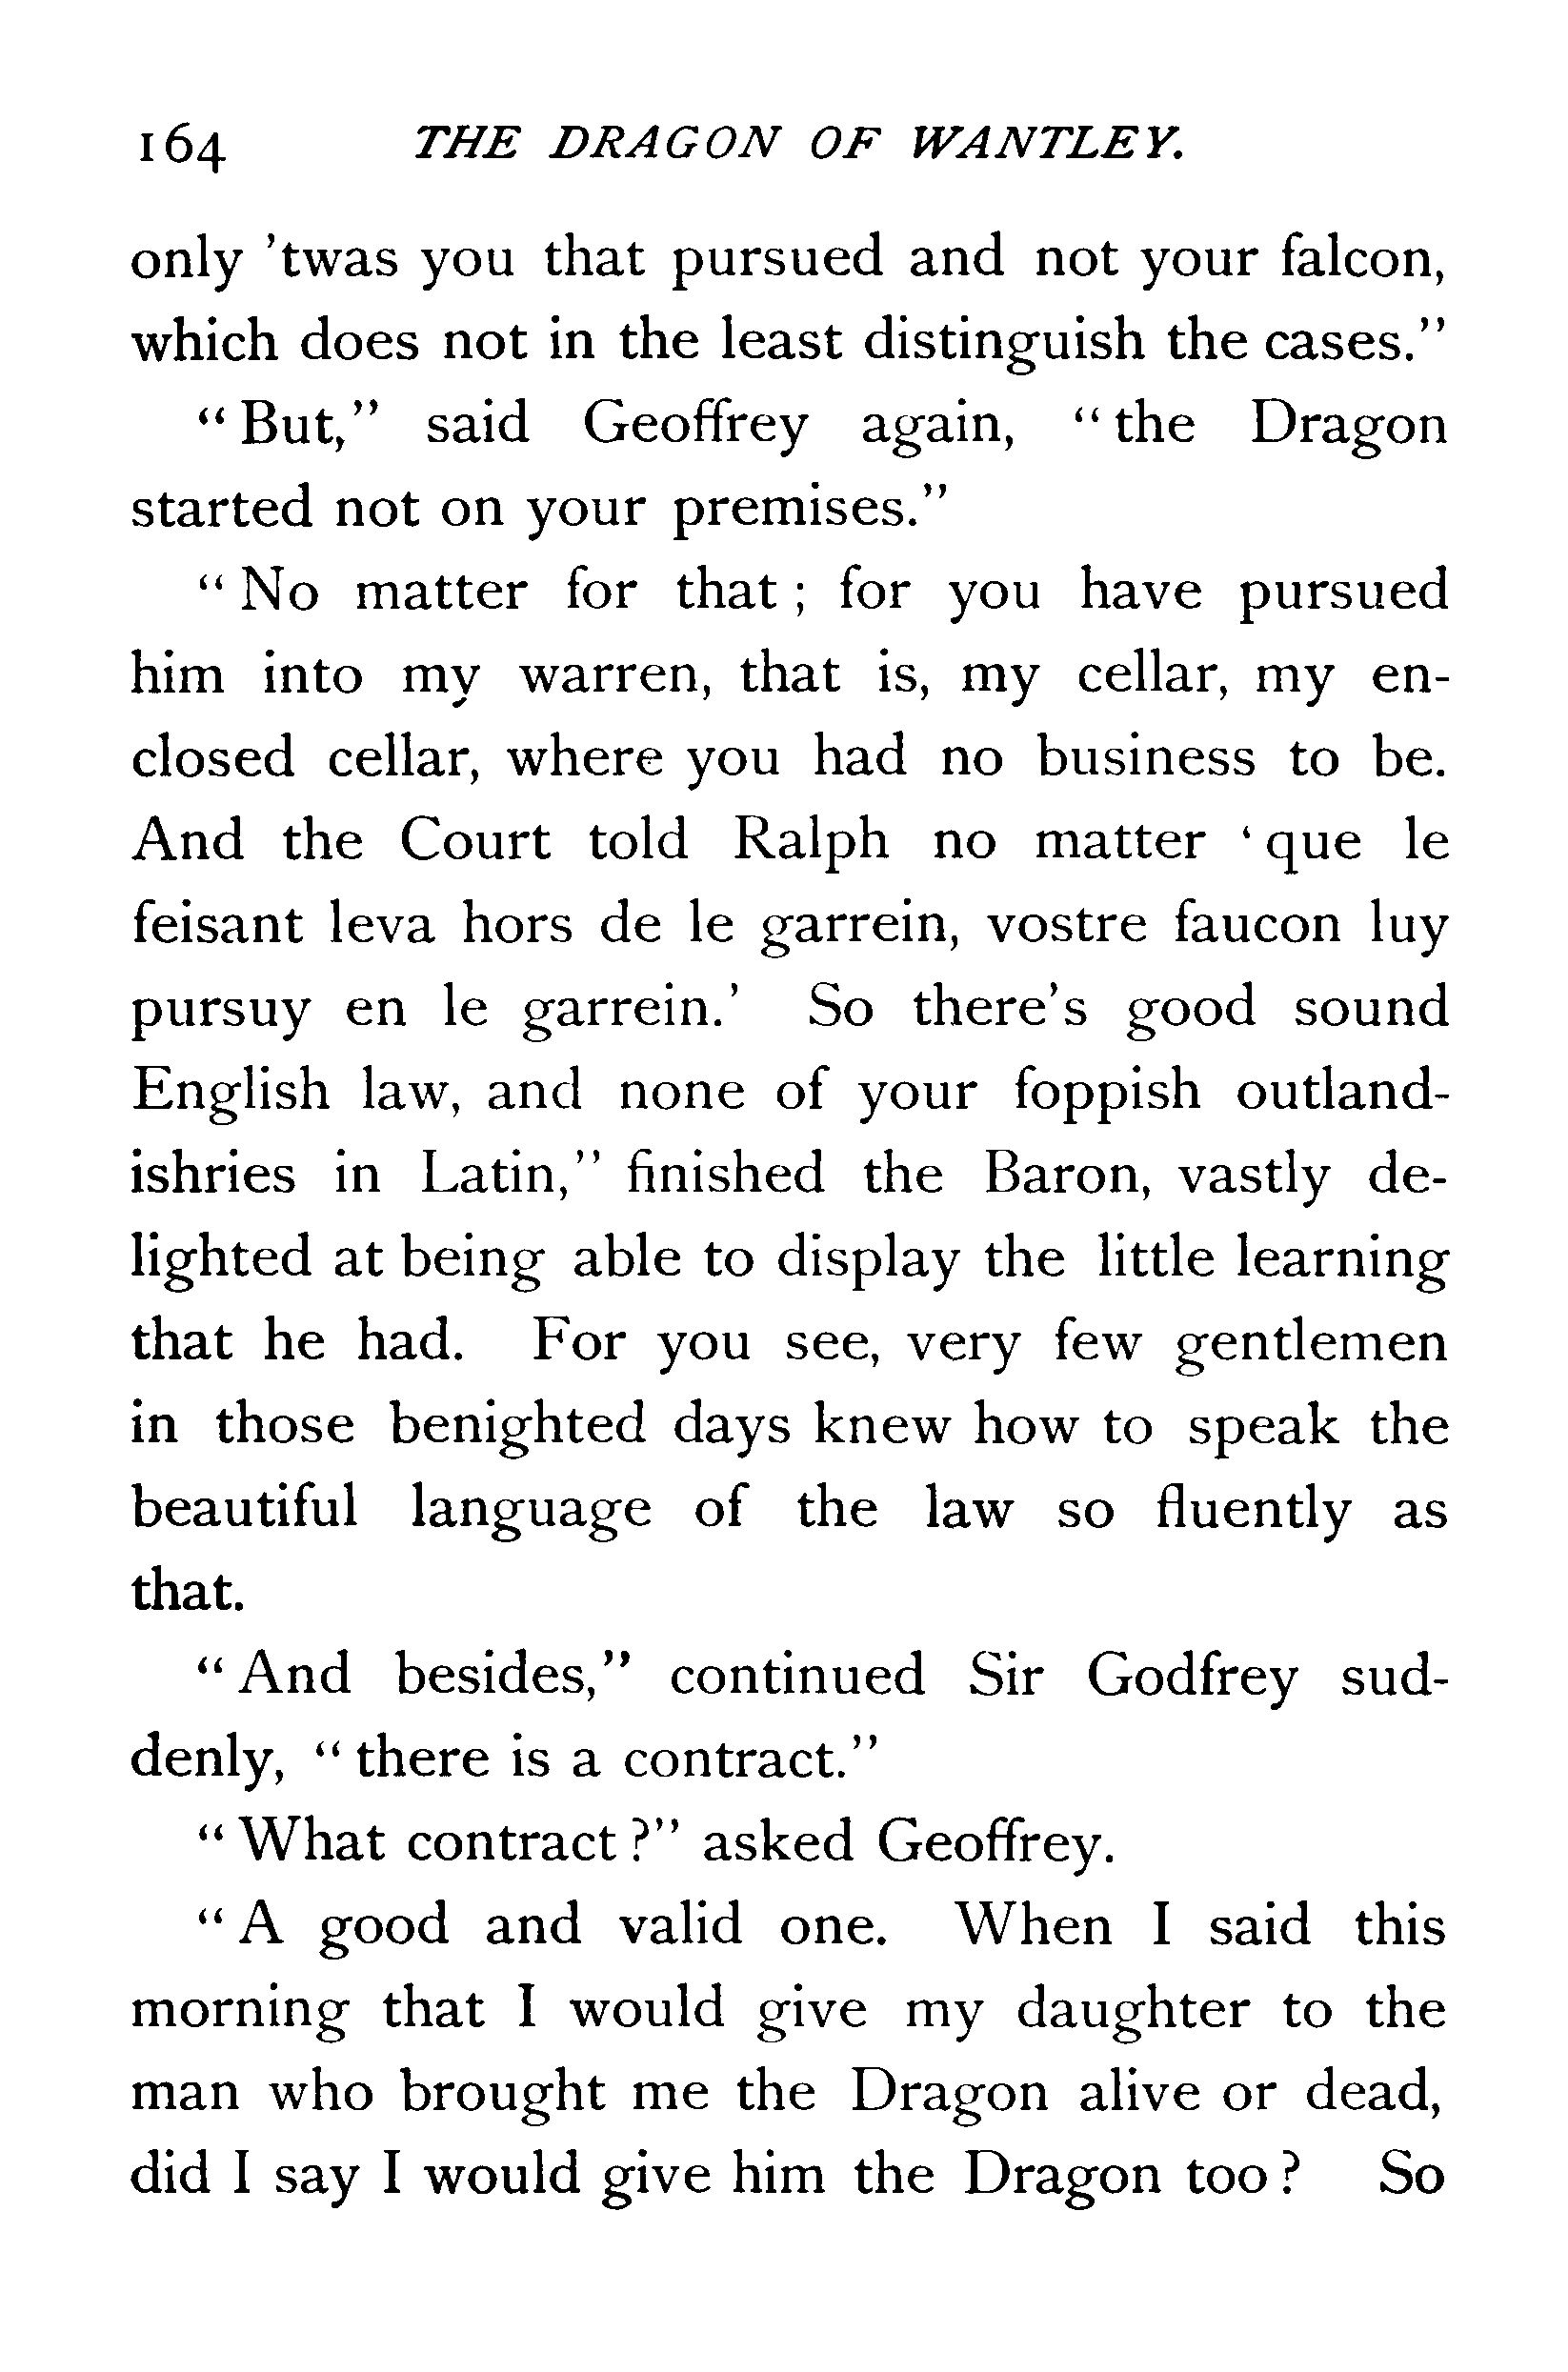 164 THE DRAGON OF WANTLEY.
only 'twas you that pursued and not your falcon,
which does not in the least distinguish the cases."
"But," said Geoffrey again, "the Dragon
started not on your premises."
"No matter for that; for you have pursued
him into my warren, that is, my cellar, my en-
closed cellar, where you had no business to be.
And the Court told Ralph no matter 'que le
feisant leva hors de le garrein, vostre faucon luy
pursuy en le garrein.' So there's good sound
English law, and none of your foppish outland-
ishries in Latin," finished the Baron, vastly de-
lighted at being able to display the little learning
that he had. For you see, very few gentlemen
in those benighted days knew how to speak the
beautiful language of the law so fluently as
that.
"And besides," continued Sir Godfrey sud-
denly, "there is a contract."
"What contract?" asked Geoffrey.
"A good and valid one. When I said this
morning that I would give my daughter to the
man who brought me the Dragon alive or dead,
did I say I would give him the Dragon too? So